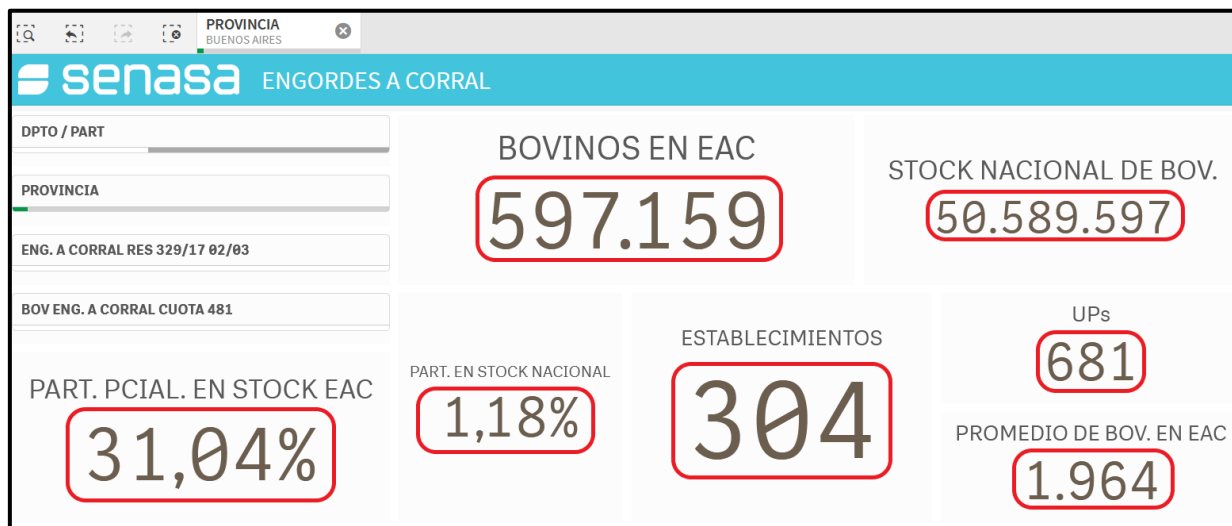 PROVINCIA
BUENOS AIRES
senasa ENGORDES A CORRAL
DPTO / PART
PROVINCIA
ENG. A CORRAL RES 329/17 02/03
BOV ENG. A CORRAL CUOTA 481
BOVINOS EN EAC
597.159
STOCK NACIONAL DE BOV.
50.589.597
PART. PCIAL. EN STOCK EAC
31,04%
PART. EN STOCK NACIONAL
1,18%
ESTABLECIMIENTOS
304
UPs
681
PROMEDIO DE BOV. EN EAC
1.964